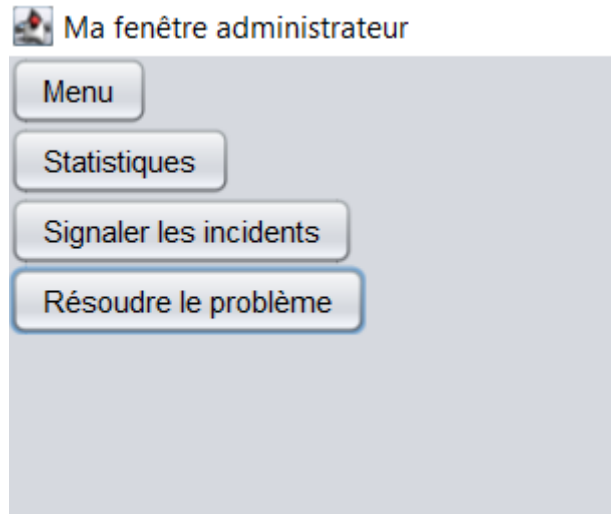 Ma fenêtre administrateur
Menu
Statistiques
Signaler les incidents
Résoudre le problème